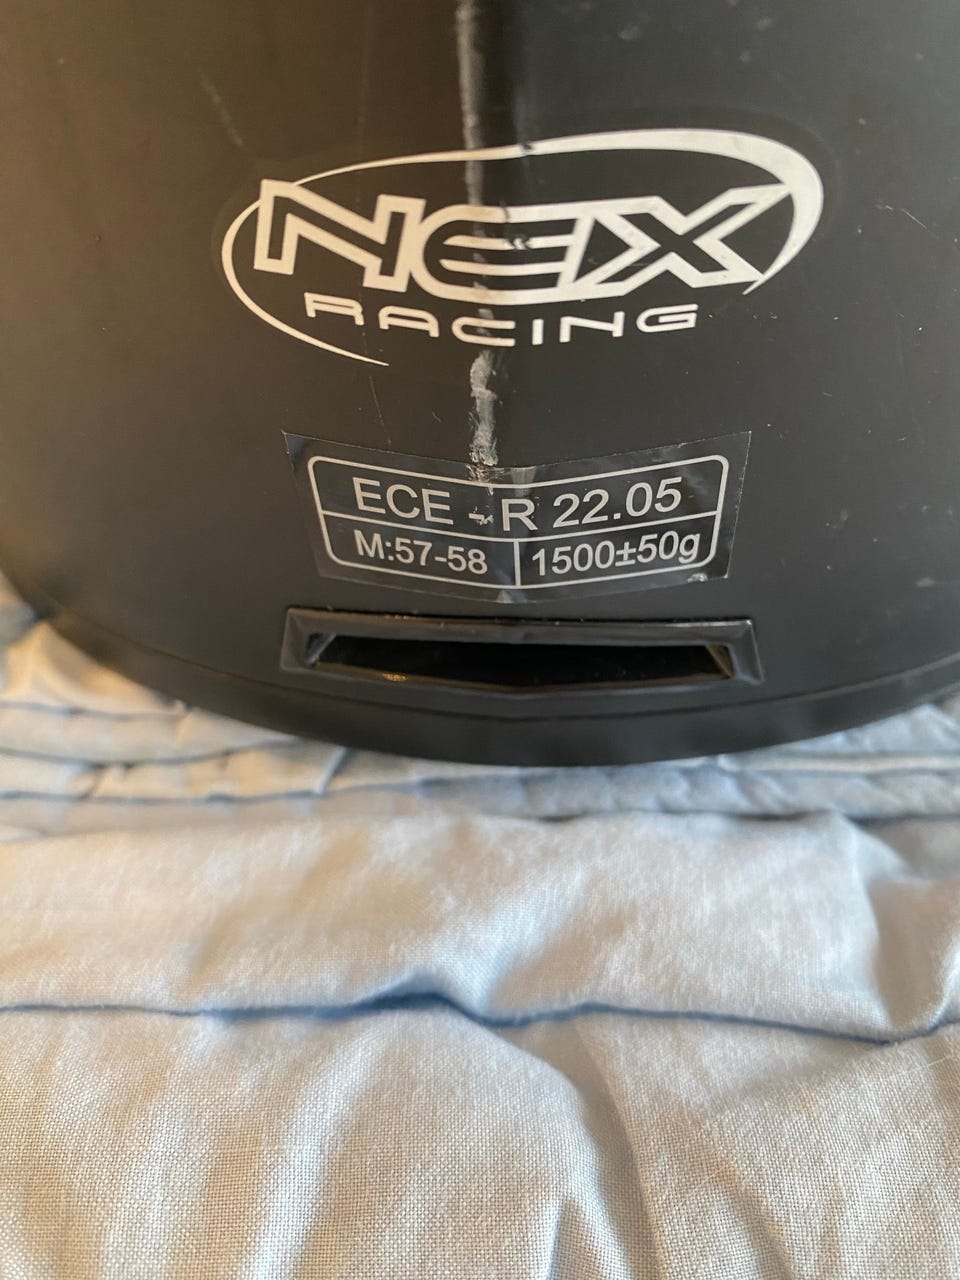 NEX
RACING
ECE - R 22.05
M:57-58
1500±50g